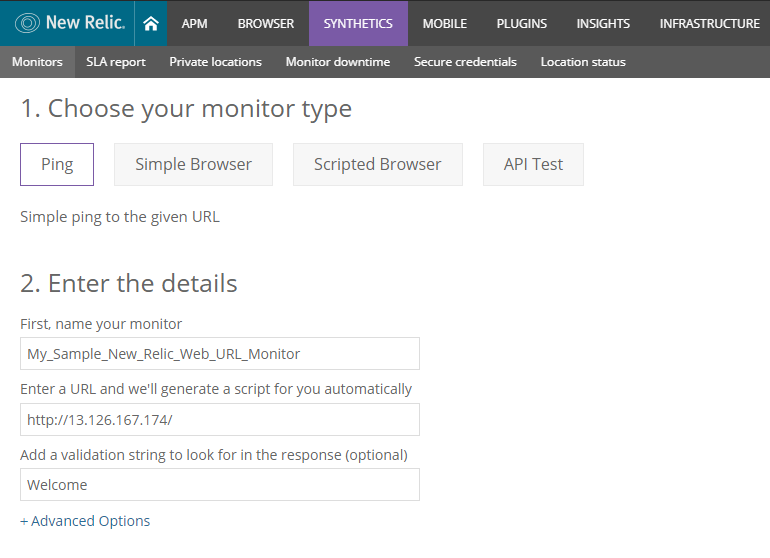 New Relic. APM BROWSER SYNTHETICS MOBILE PLUGINS INSIGHTS INFRASTRUCTURE
Monitors SLA report Private locations Monitor downtime Secure credentials Location status
1. Choose your monitor type
Ping Simple Browser Scripted Browser API Test
Simple ping to the given URL
2. Enter the details
First, name your monitor
My_Sample_New_Relic_Web_URL_Monitor
Enter a URL and we'll generate a script for you automatically
http://13.126.167.174/
Add a validation string to look for in the response (optional)
Welcome
+ Advanced Options